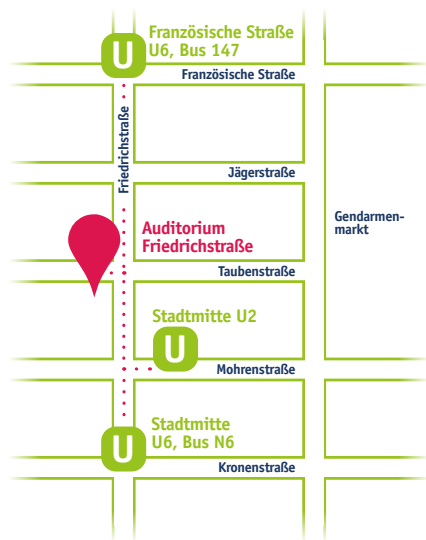 Französische Straße
U6, Bus 147
U
Französische Straße
Friedrichstraße
Jägerstraße
Gendarmen-
markt
Auditorium
Friedrichstraße
Taubenstraße
Stadtmitte U2
U
Mohrenstraße
Stadtmitte
U6, Bus N6
U
Kronenstraße